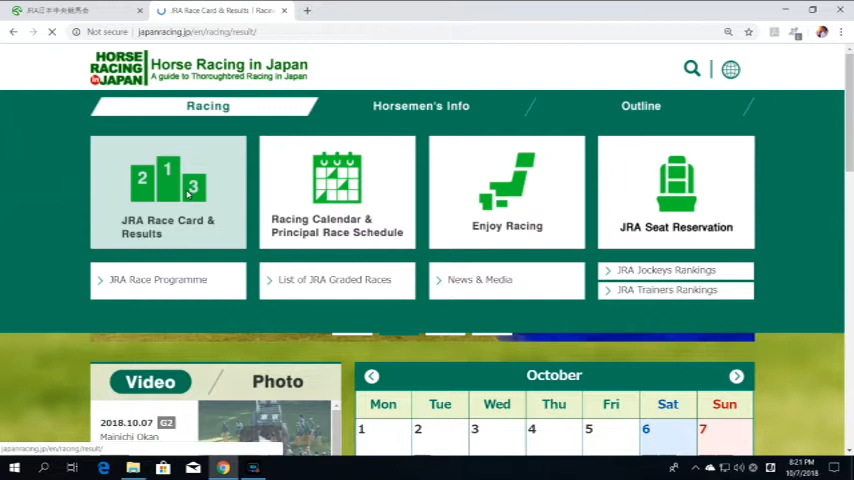 JRA日本中央競馬会
JRA Race Card & Results | Racin
Not secure | japanracing.jp/en/racing/result/
HORSE RACING in JAPAN
Horse Racing in Japan
A guide to Thoroughbred Racing in Japan
Racing
Horsemen's Info
Outline
2 1 3
JRA Race Card & Results
Racing Calendar & Principal Race Schedule
Enjoy Racing
JRA Seat Reservation
JRA Race Programme
List of JRA Graded Races
News & Media
JRA Jockeys Rankings
JRA Trainers Rankings
Video
Photo
October
Mon Tue Wed Thu Fri Sat Sun
1 2 3 4 5 6 7
2018.10.07 G2
Mainichi Okan
japanracing.jp/en/racing/result/
8:21 PM
10/7/2018